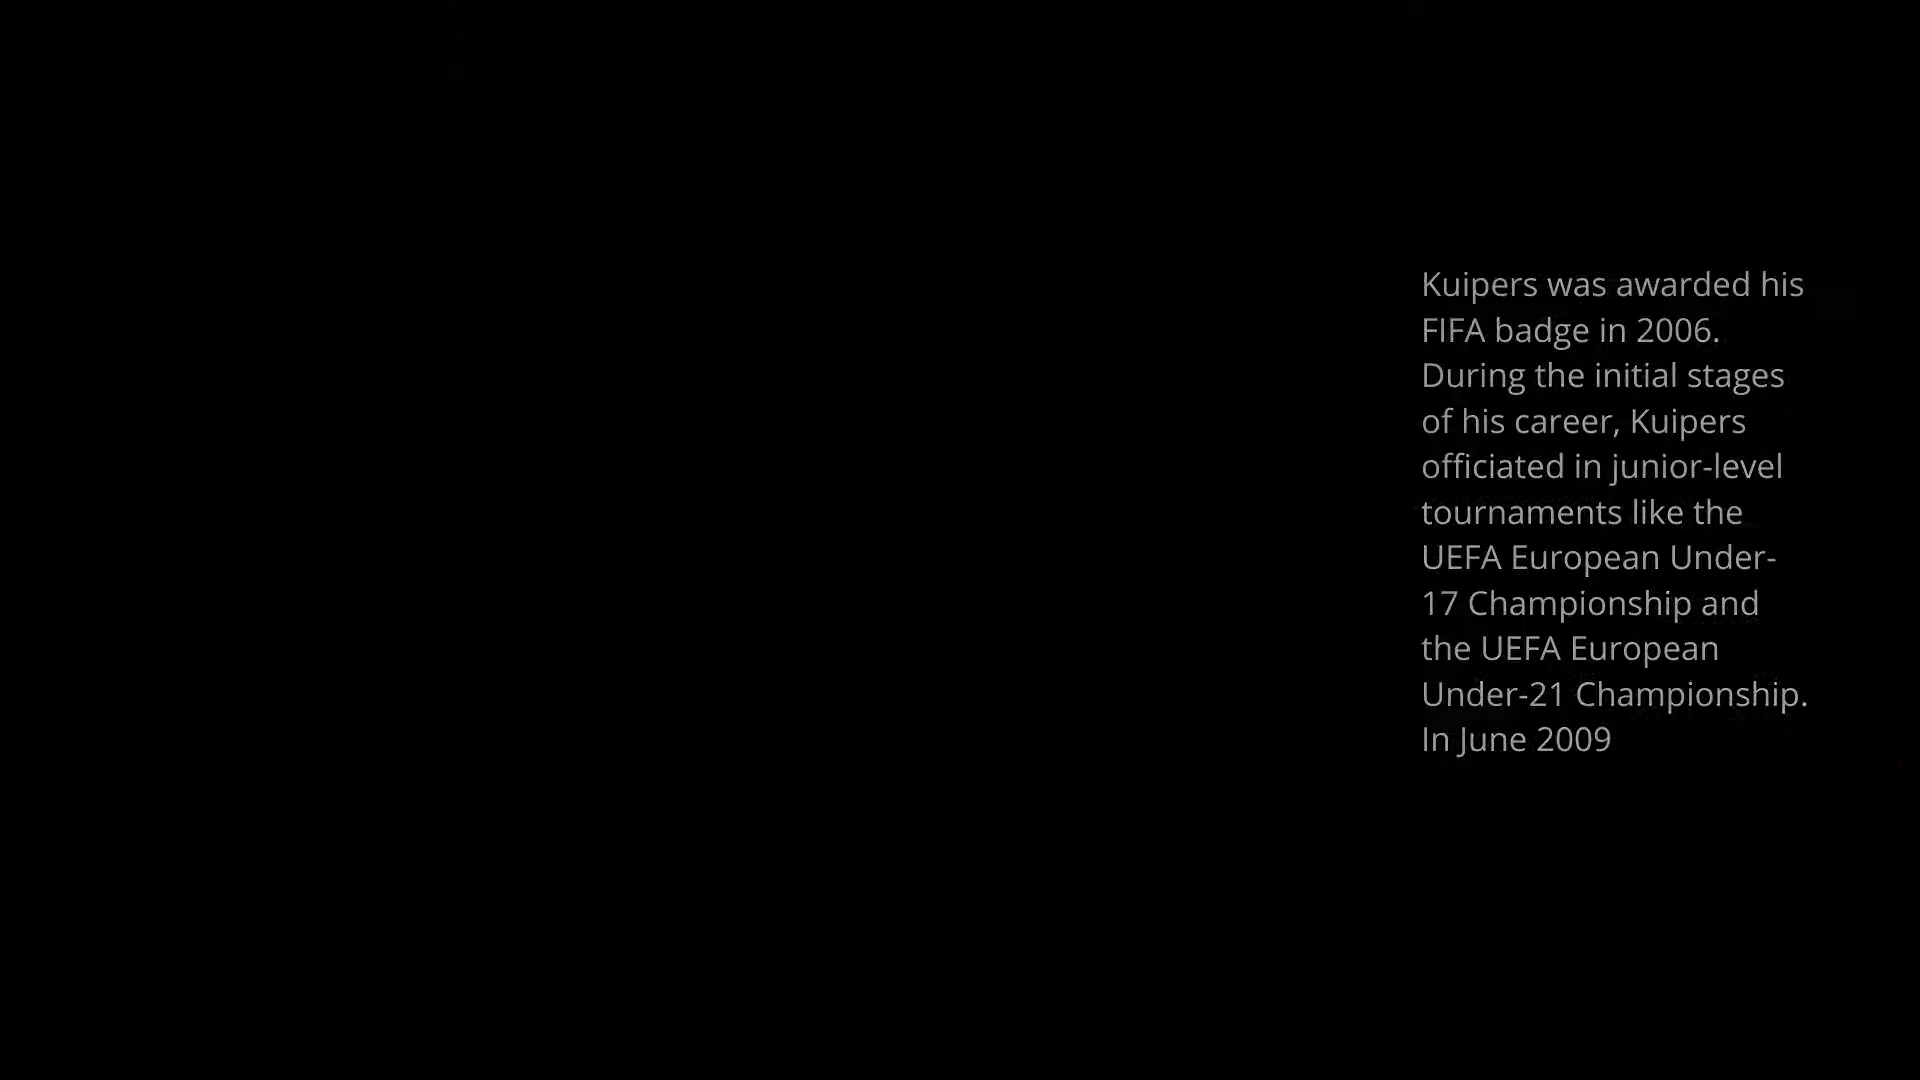 Kuipers was awarded his
FIFA badge in 2006.
During the initial stages
of his career, Kuipers
officiated in junior-level
tournaments like the
UEFA European Under-
17 Championship and
the UEFA European
Under-21 Championship.
In June 2009